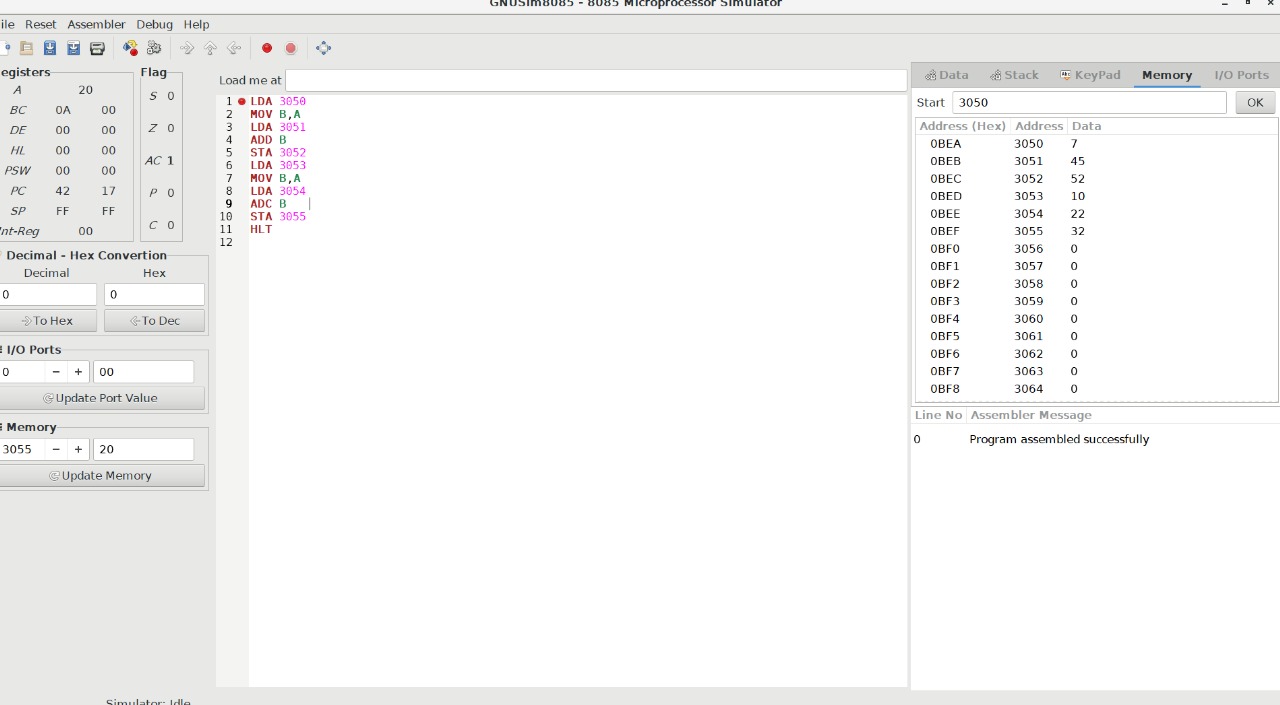 GNUSim8085 - 8085 Microprocessor Simulator
ile Reset Assembler Debug Help
egisters
A 20
BC 0A 00
DE 00 00
HL 00 00
PSW 00 00
PC 42 17
SP FF FF
Int-Reg 00
Flag
S 0
Z 0
AC 1
P 0
C 0
Decimal - Hex Convertion
Decimal Hex
0 0
To Hex To Dec
I/O Ports
0 − + 00
Update Port Value
Memory
3055 − + 20
Update Memory
Load me at
1 LDA 3050
2 MOV B,A
3 LDA 3051
4 ADD B
5 STA 3052
6 LDA 3053
7 MOV B,A
8 LDA 3054
9 ADC B
10 STA 3055
11 HLT
12
Data Stack KeyPad Memory I/O Ports
Start 3050 OK
Address (Hex) Address Data
0BEA 3050 7
0BEB 3051 45
0BEC 3052 52
0BED 3053 10
0BEE 3054 22
0BEF 3055 32
0BF0 3056 0
0BF1 3057 0
0BF2 3058 0
0BF3 3059 0
0BF4 3060 0
0BF5 3061 0
0BF6 3062 0
0BF7 3063 0
0BF8 3064 0
Line No Assembler Message
0 Program assembled successfully
Simulator: Idle